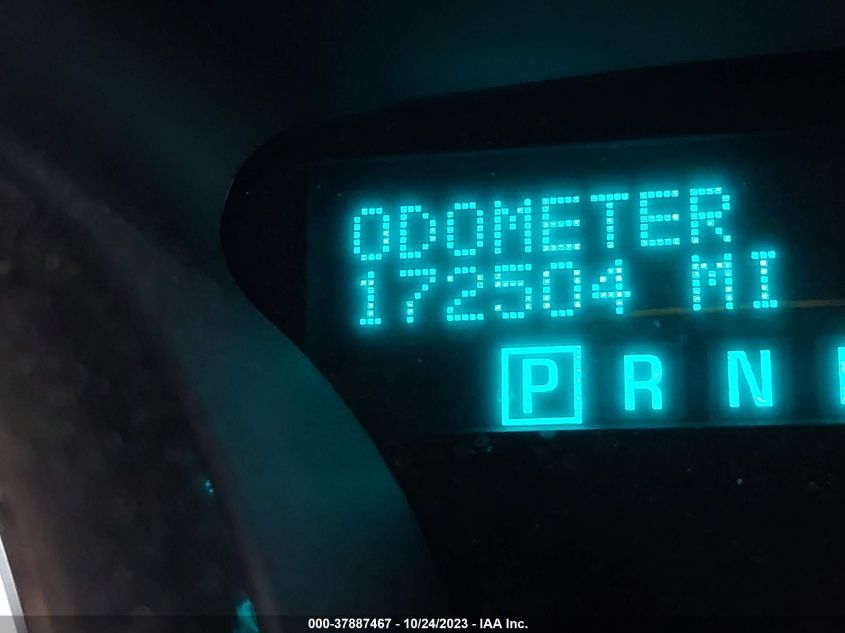 ODOMETER
172504 MI
P R N
000-37887467 - 10/24/2023 - IAA Inc.